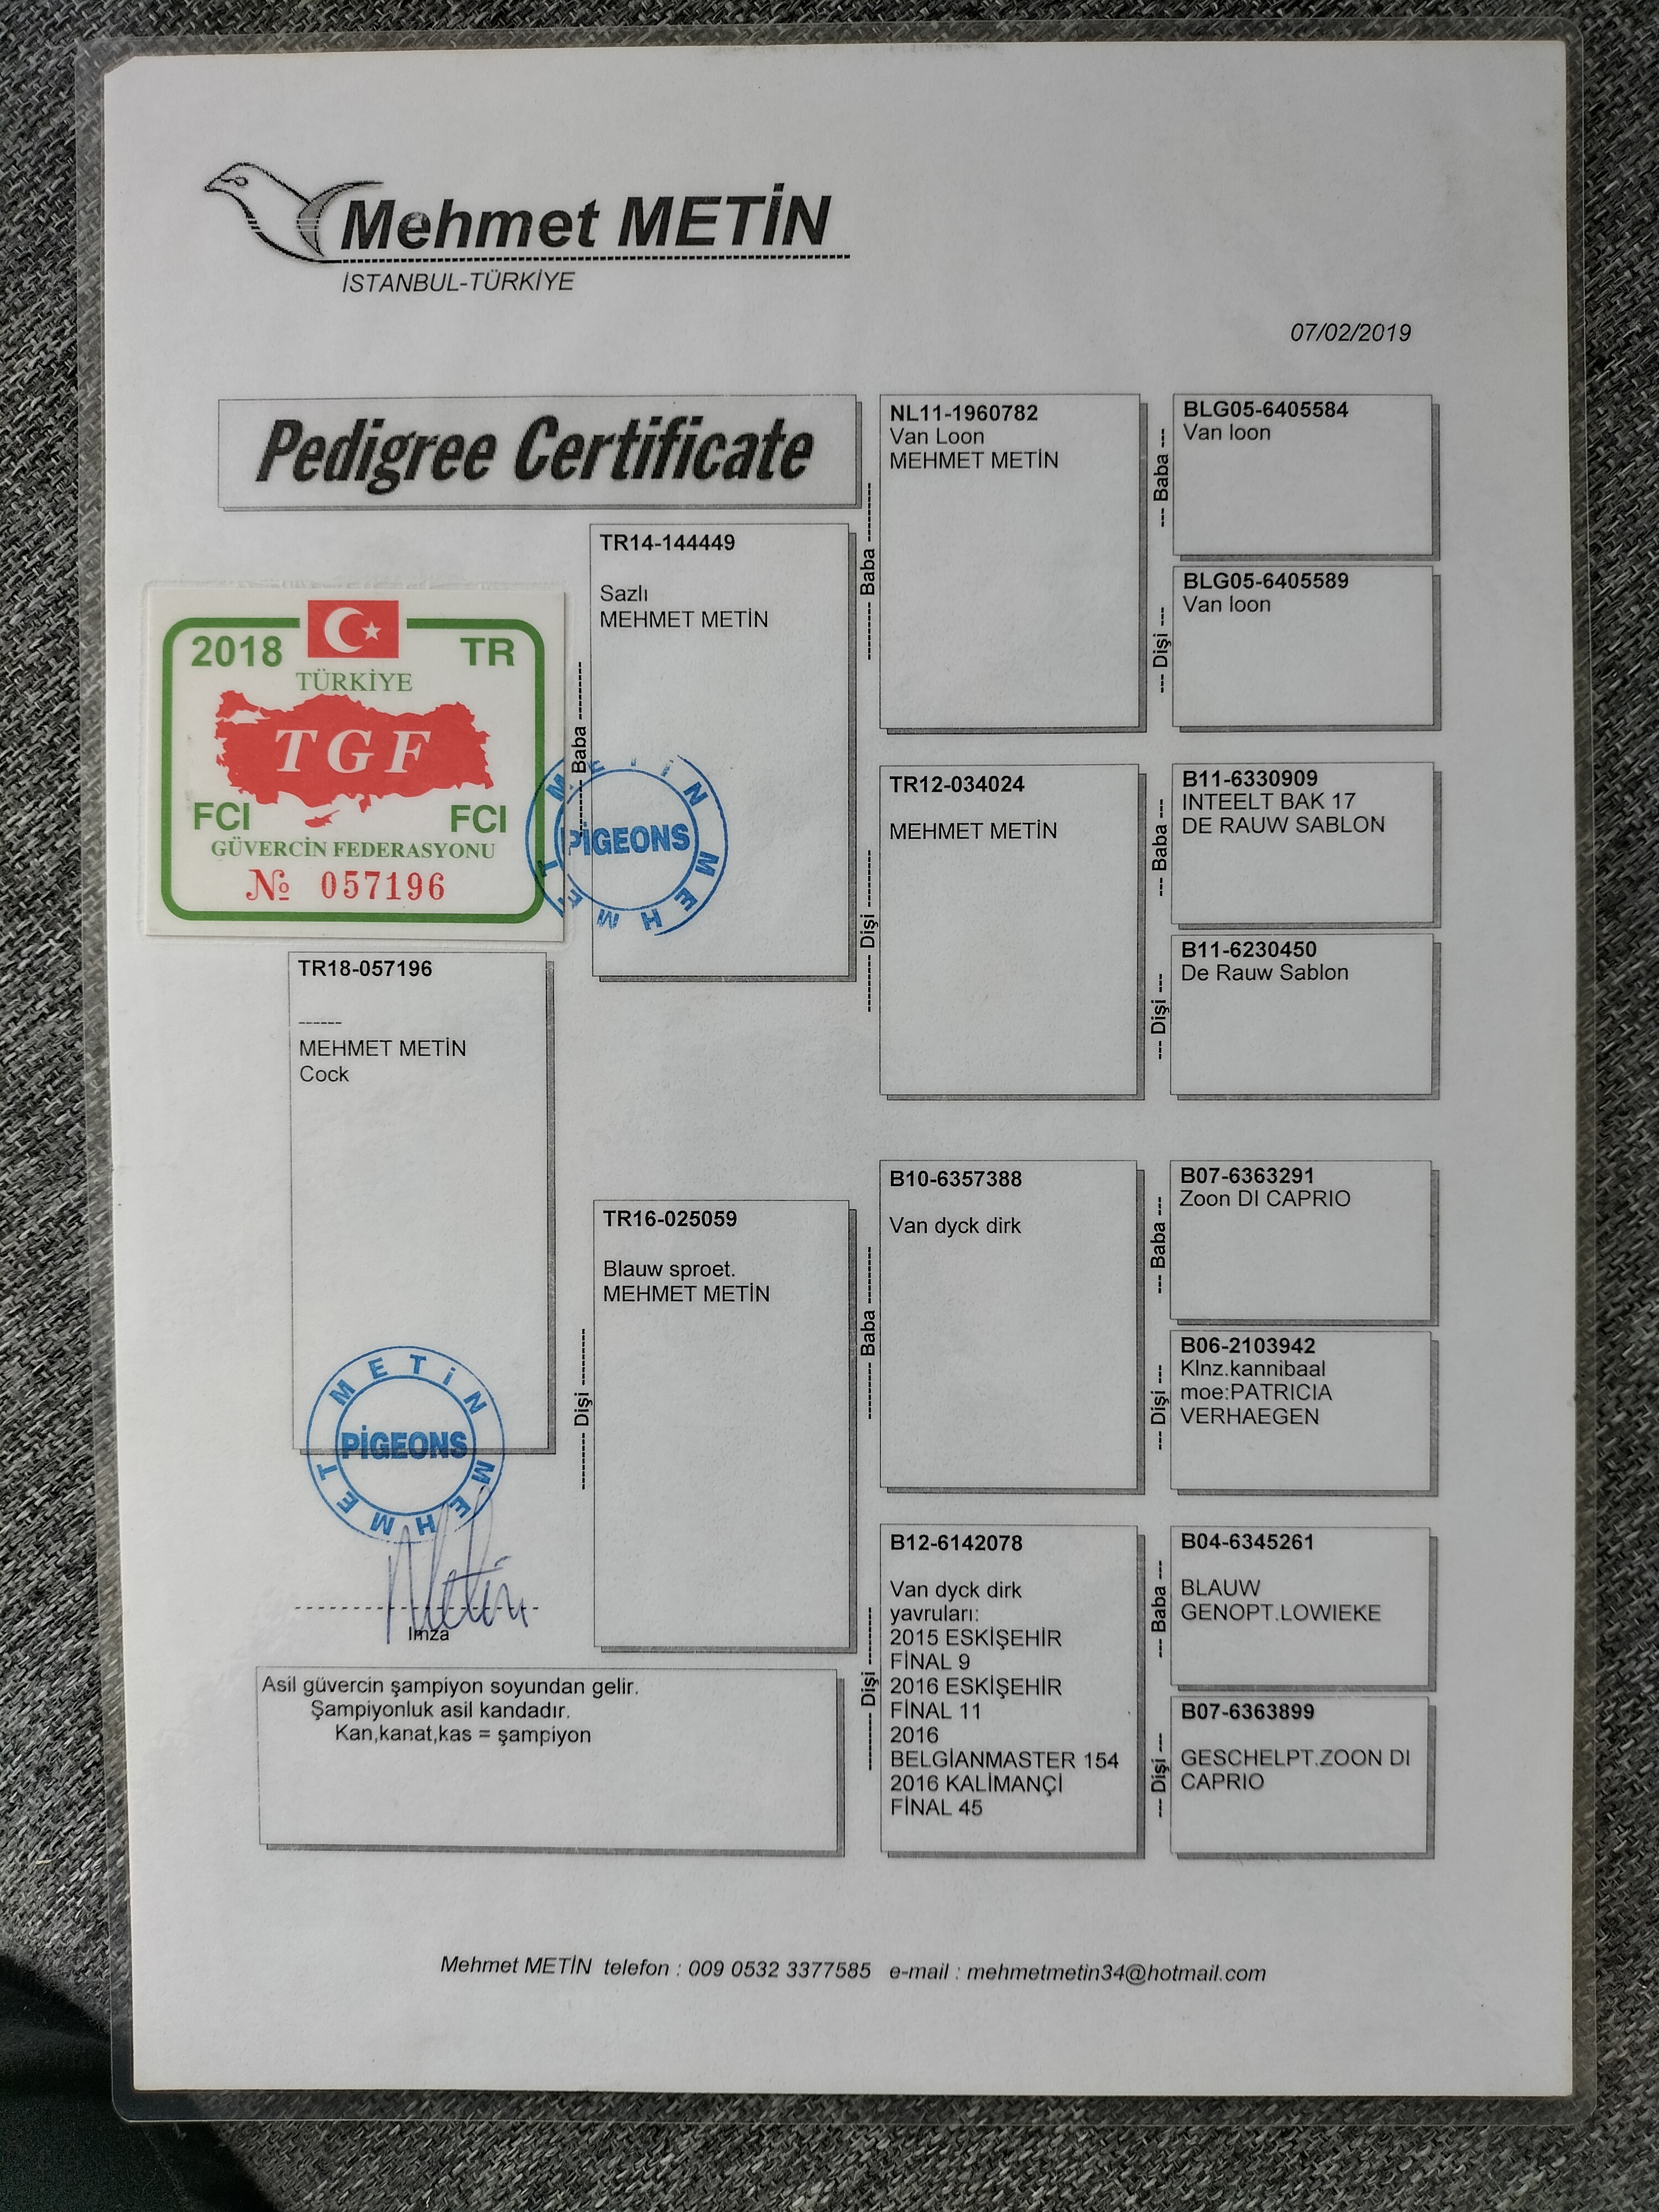 Mehmet METİN
İSTANBUL-TÜRKİYE
07/02/2019
Pedigree Certificate
2018 TR
TÜRKİYE
TGF
FCI FCI
GÜVERCİN FEDERASYONU
№ 057196
TR18-057196
------
MEHMET METİN
Cock
METİN MEHMET
PİGEONS
İmza
--------- Baba ---------
TR14-144449
Sazlı
MEHMET METİN
METİN MEHMET
PİGEONS
--------- Dişi ---------
TR16-025059
Blauw sproet.
MEHMET METİN
--------- Baba ---------
NL11-1960782
Van Loon
MEHMET METİN
--------- Dişi ---------
TR12-034024
MEHMET METİN
--------- Baba ---------
B10-6357388
Van dyck dirk
--------- Dişi ---------
B12-6142078
Van dyck dirk
yavruları:
2015 ESKİŞEHİR
FİNAL 9
2016 ESKİŞEHİR
FİNAL 11
2016
BELGİANMASTER 154
2016 KALİMANÇİ
FİNAL 45
--- Baba ---
BLG05-6405584
Van loon
--- Dişi ---
BLG05-6405589
Van loon
--- Baba ---
B11-6330909
INTEELT BAK 17
DE RAUW SABLON
--- Dişi ---
B11-6230450
De Rauw Sablon
--- Baba ---
B07-6363291
Zoon DI CAPRIO
--- Dişi ---
B06-2103942
Klnz.kannibaal
moe:PATRICIA
VERHAEGEN
--- Baba ---
B04-6345261
BLAUW
GENOPT.LOWIEKE
--- Dişi ---
B07-6363899
GESCHELPT.ZOON DI
CAPRIO
Asil güvercin şampiyon soyundan gelir.
Şampiyonluk asil kandadır.
Kan,kanat,kas = şampiyon
Mehmet METİN telefon : 009 0532 3377585 e-mail : mehmetmetin34@hotmail.com